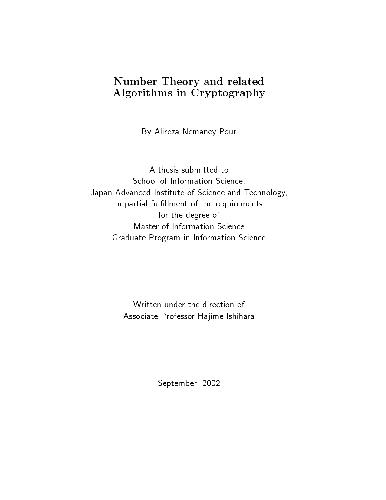 Number Theory and related
Algorithms in Cryptography
By Alireza Nemaney Pour
A thesis submitted to
School of Information Science,
Japan Advanced Institute of Science and Technology,
in partial fulfillment of the requirements
for the degree of
Master of Information Science
Graduate Program in Information Science
Written under the direction of
Associate Professor Hajime Ishihara
September, 2002